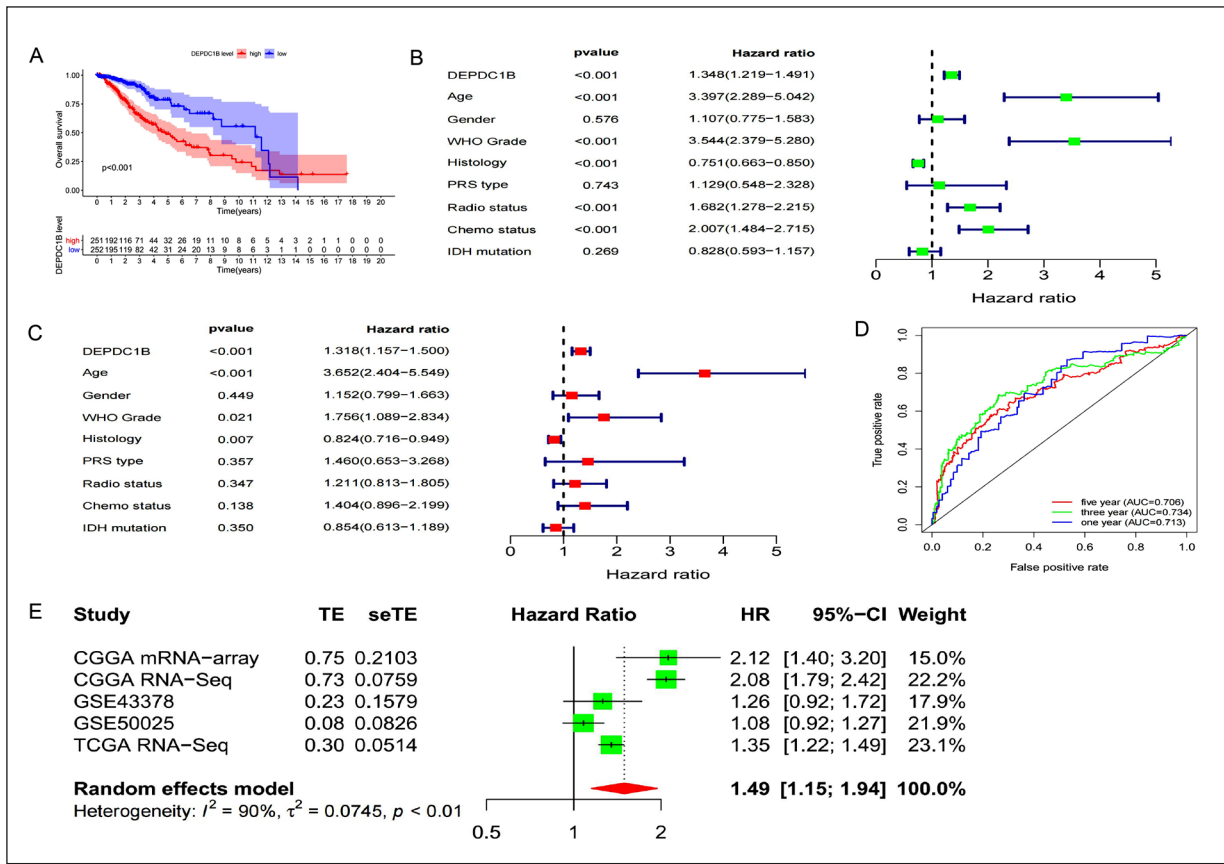 A
DEPDC1B level high low
1.00
0.75
0.50
0.25
0.00
Overall survival
p<0.001
0 1 2 3 4 5 6 7 8 9 10 11 12 13 14 15 16 17 18 19 20
Time(years)
DEPDC1B level
high 251 192 116 71 44 32 26 19 11 10 8 6 5 4 3 2 1 1 0 0 0
low 252 195 119 82 42 31 24 20 13 9 8 6 3 1 1 0 0 0 0 0 0
0 1 2 3 4 5 6 7 8 9 10 11 12 13 14 15 16 17 18 19 20
Time(years)
B
pvalue Hazard ratio
DEPDC1B <0.001 1.348(1.219−1.491)
Age <0.001 3.397(2.289−5.042)
Gender 0.576 1.107(0.775−1.583)
WHO Grade <0.001 3.544(2.379−5.280)
Histology <0.001 0.751(0.663−0.850)
PRS type 0.743 1.129(0.548−2.328)
Radio status <0.001 1.682(1.278−2.215)
Chemo status <0.001 2.007(1.484−2.715)
IDH mutation 0.269 0.828(0.593−1.157)
0 1 2 3 4 5
Hazard ratio
C
pvalue Hazard ratio
DEPDC1B <0.001 1.318(1.157−1.500)
Age <0.001 3.652(2.404−5.549)
Gender 0.449 1.152(0.799−1.663)
WHO Grade 0.021 1.756(1.089−2.834)
Histology 0.007 0.824(0.716−0.949)
PRS type 0.357 1.460(0.653−3.268)
Radio status 0.347 1.211(0.813−1.805)
Chemo status 0.138 1.404(0.896−2.199)
IDH mutation 0.350 0.854(0.613−1.189)
0 1 2 3 4 5
Hazard ratio
D
True positive rate
1.0
0.8
0.6
0.4
0.2
0.0
five year (AUC=0.706)
three year (AUC=0.734)
one year (AUC=0.713)
0.0 0.2 0.4 0.6 0.8 1.0
False positive rate
E
Study TE seTE Hazard Ratio HR 95%−CI Weight
CGGA mRNA−array 0.75 0.2103 2.12 [1.40; 3.20] 15.0%
CGGA RNA−Seq 0.73 0.0759 2.08 [1.79; 2.42] 22.2%
GSE43378 0.23 0.1579 1.26 [0.92; 1.72] 17.9%
GSE50025 0.08 0.0826 1.08 [0.92; 1.27] 21.9%
TCGA RNA−Seq 0.30 0.0514 1.35 [1.22; 1.49] 23.1%
Random effects model 1.49 [1.15; 1.94] 100.0%
Heterogeneity: I² = 90%, τ² = 0.0745, p < 0.01
0.5 1 2